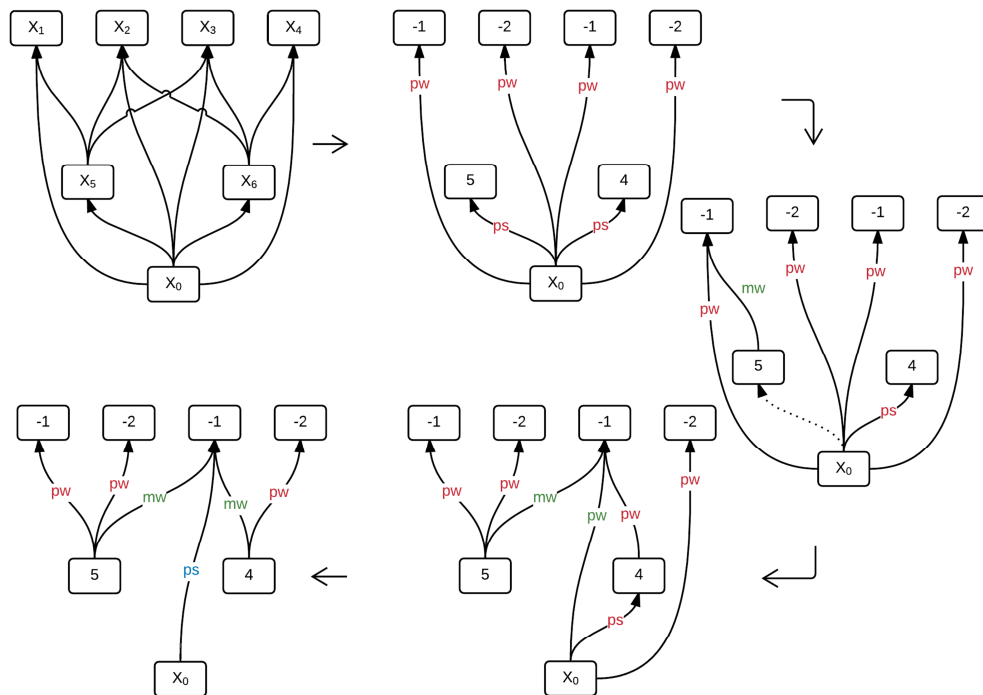 X₁ X₂ X₃ X₄
X₅ X₆
X₀
-1 -2 -1 -2
pw pw pw pw
5 4
ps ps
X₀
-1 -2 -1 -2
pw pw pw
mw
pw
5 4
ps
X₀
-1 -2 -1 -2
pw
pw pw
mw
pw pw
5 4
ps
X₀
-1 -2 -1 -2
pw pw pw
mw mw
ps
5 4
X₀